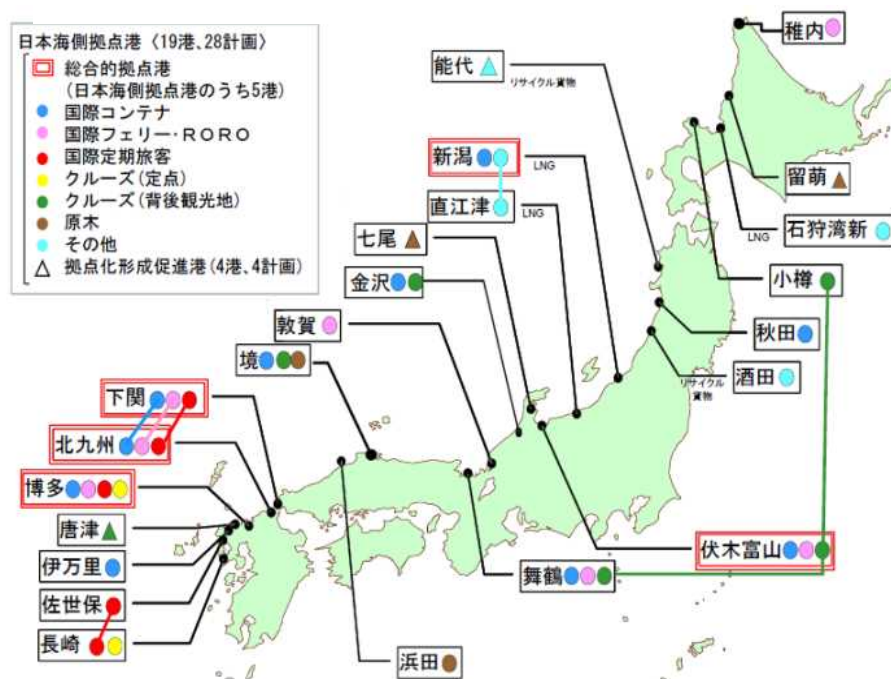 日本海側拠点港〈19港、28計画〉
総合的拠点港
(日本海側拠点港のうち5港)
国際コンテナ
国際フェリー・RORO
国際定期旅客
クルーズ(定点)
クルーズ(背後観光地)
原木
その他
拠点化形成促進港(4港、4計画)
稚内
能代
リサイクル貨物
新潟
LNG
留萌
直江津
LNG
七尾
石狩湾新
LNG
金沢
小樽
敦賀
秋田
境
酒田
リサイクル
貨物
下関
北九州
博多
唐津
伊万里
伏木富山
舞鶴
佐世保
長崎
浜田